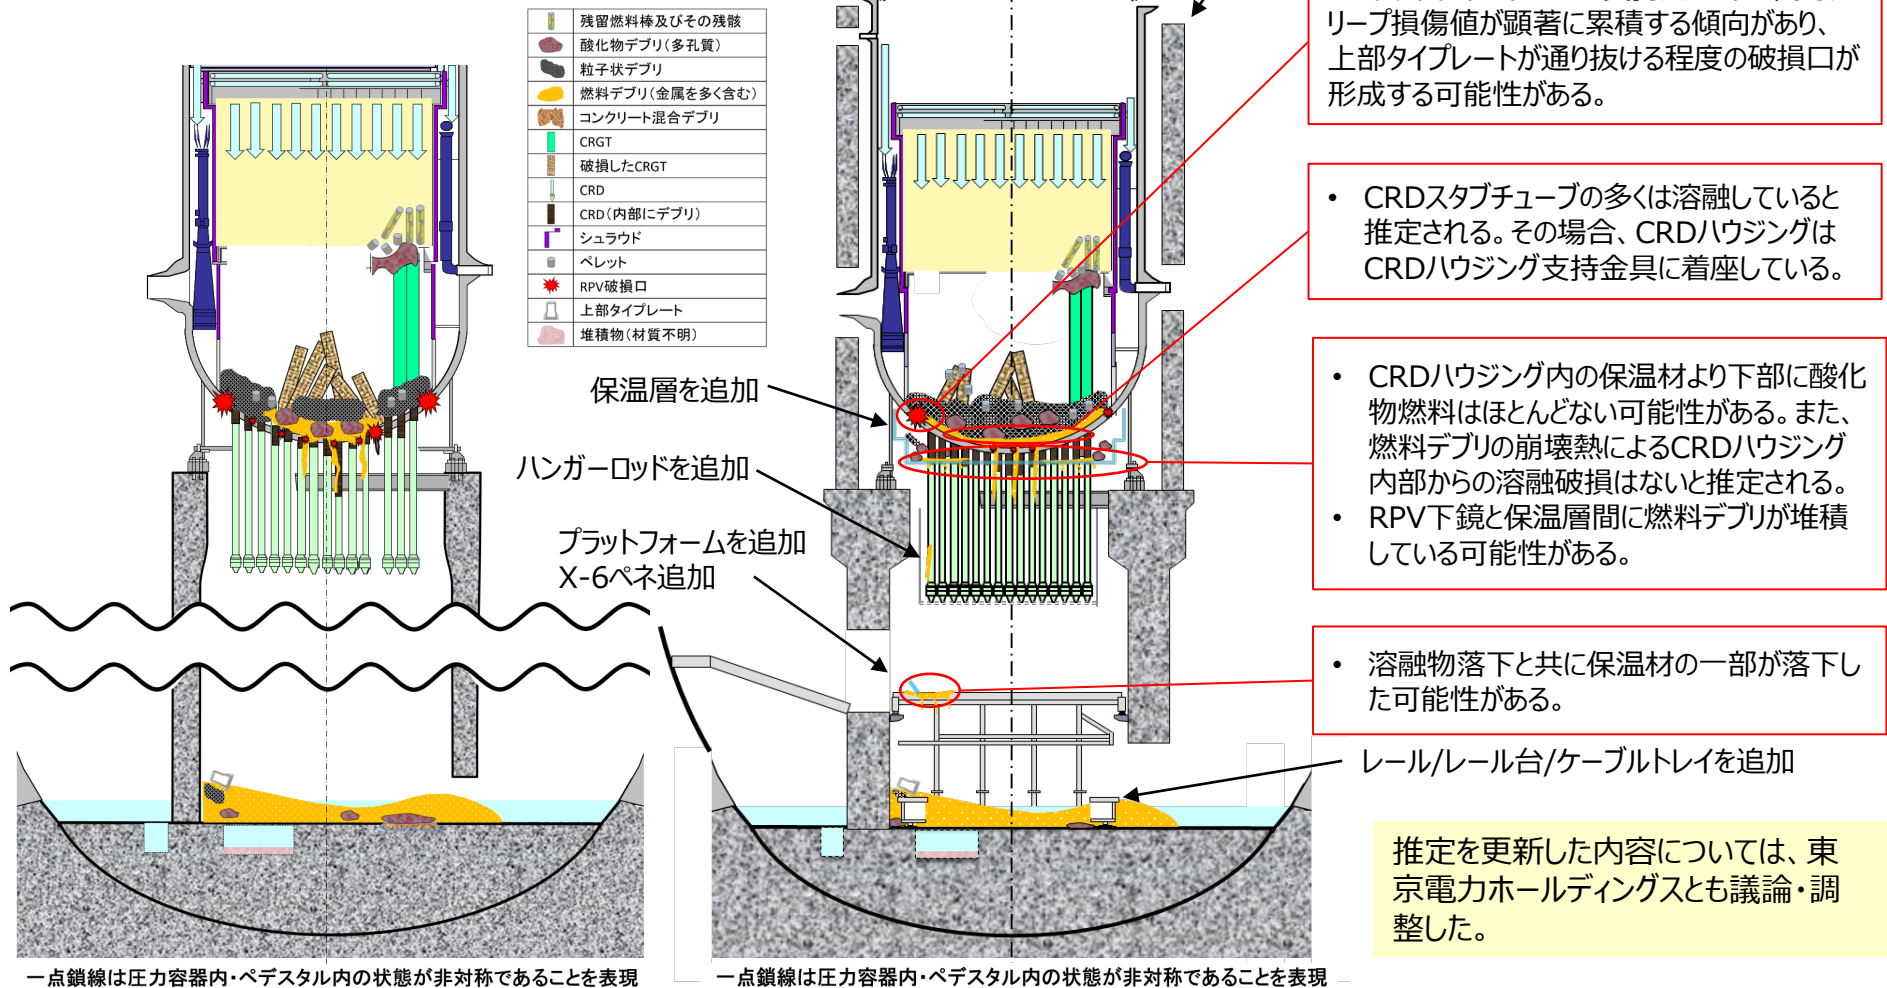 残留燃料棒及びその残骸
酸化物デブリ(多孔質)
粒子状デブリ
燃料デブリ(金属を多く含む)
コンクリート混合デブリ
CRGT
破損したCRGT
CRD
CRD(内部にデブリ)
シュラウド
ペレット
RPV破損口
上部タイプレート
堆積物(材質不明)
保温層を追加
ハンガーロッドを追加
プラットフォームを追加
X-6ペネ追加
リープ損傷値が顕著に累積する傾向があり、
上部タイプレートが通り抜ける程度の破損口が
形成する可能性がある。
• CRDスタブチューブの多くは溶融していると
推定される。その場合、CRDハウジングは
CRDハウジング支持金具に着座している。
• CRDハウジング内の保温材より下部に酸化
物燃料はほとんどない可能性がある。また、
燃料デブリの崩壊熱によるCRDハウジング
内部からの溶融破損はないと推定される。
• RPV下鏡と保温層間に燃料デブリが堆積
している可能性がある。
• 溶融物落下と共に保温材の一部が落下し
た可能性がある。
レール/レール台/ケーブルトレイを追加
推定を更新した内容については、東
京電力ホールディングスとも議論・調
整した。
一点鎖線は圧力容器内・ペデスタル内の状態が非対称であることを表現
一点鎖線は圧力容器内・ペデスタル内の状態が非対称であることを表現